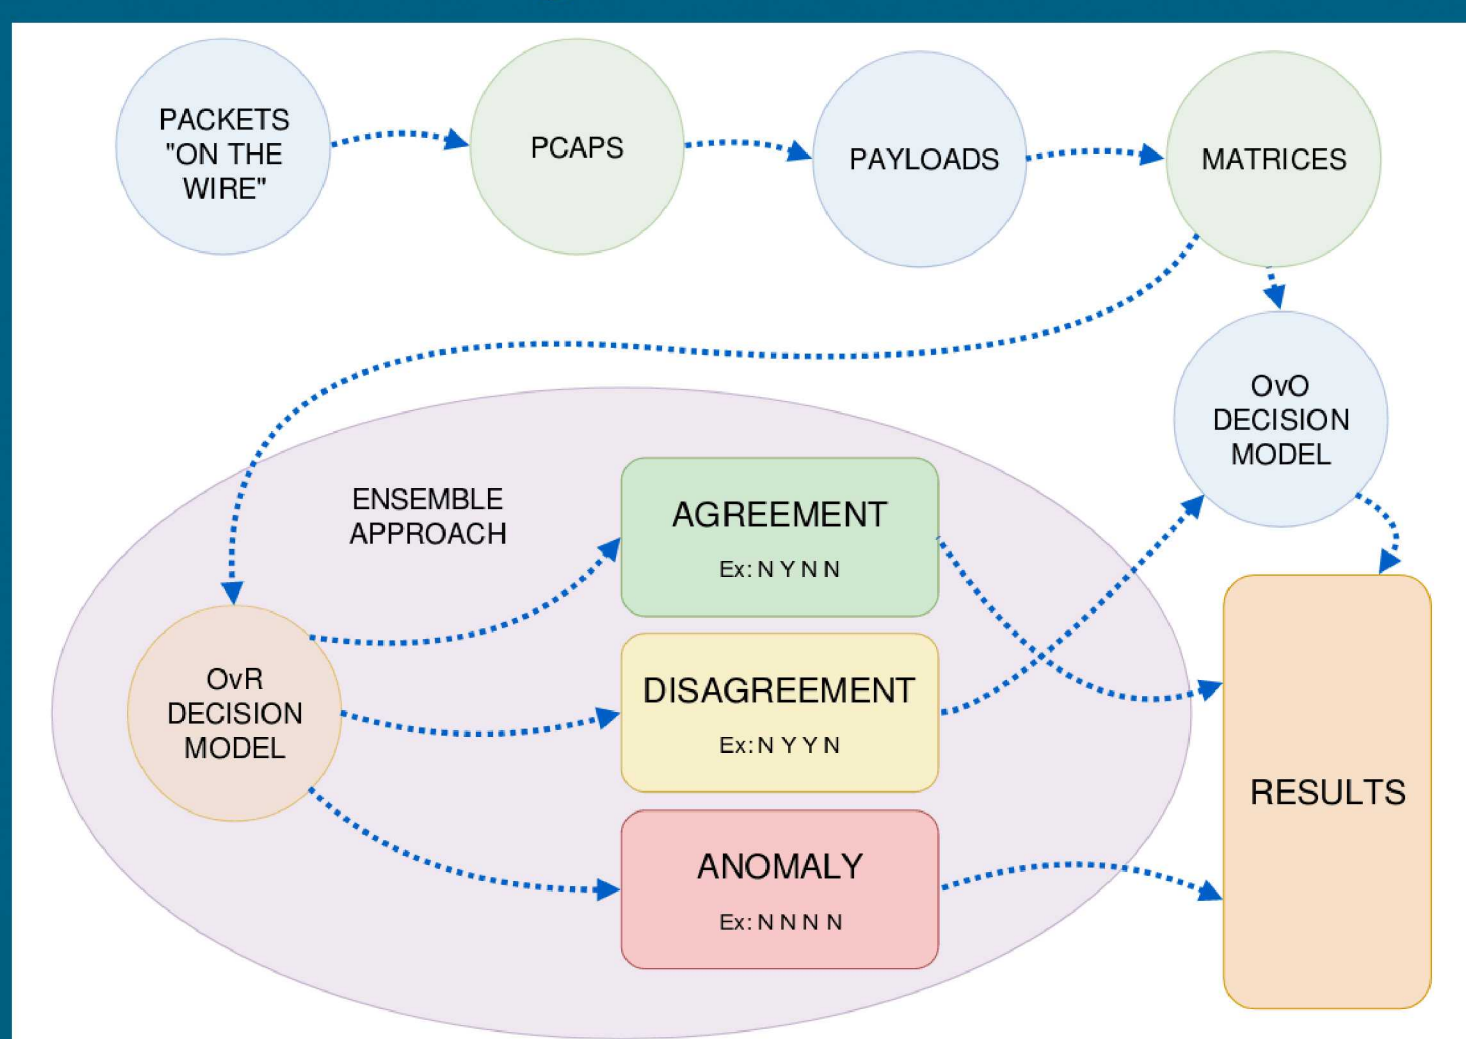 PACKETS
"ON THE
WIRE"
PCAPS
PAYLOADS
MATRICES
OvO
DECISION
MODEL
ENSEMBLE
APPROACH
AGREEMENT
Ex: N Y N N
OvR
DECISION
MODEL
DISAGREEMENT
Ex: N Y Y N
ANOMALY
Ex: N N N N
RESULTS